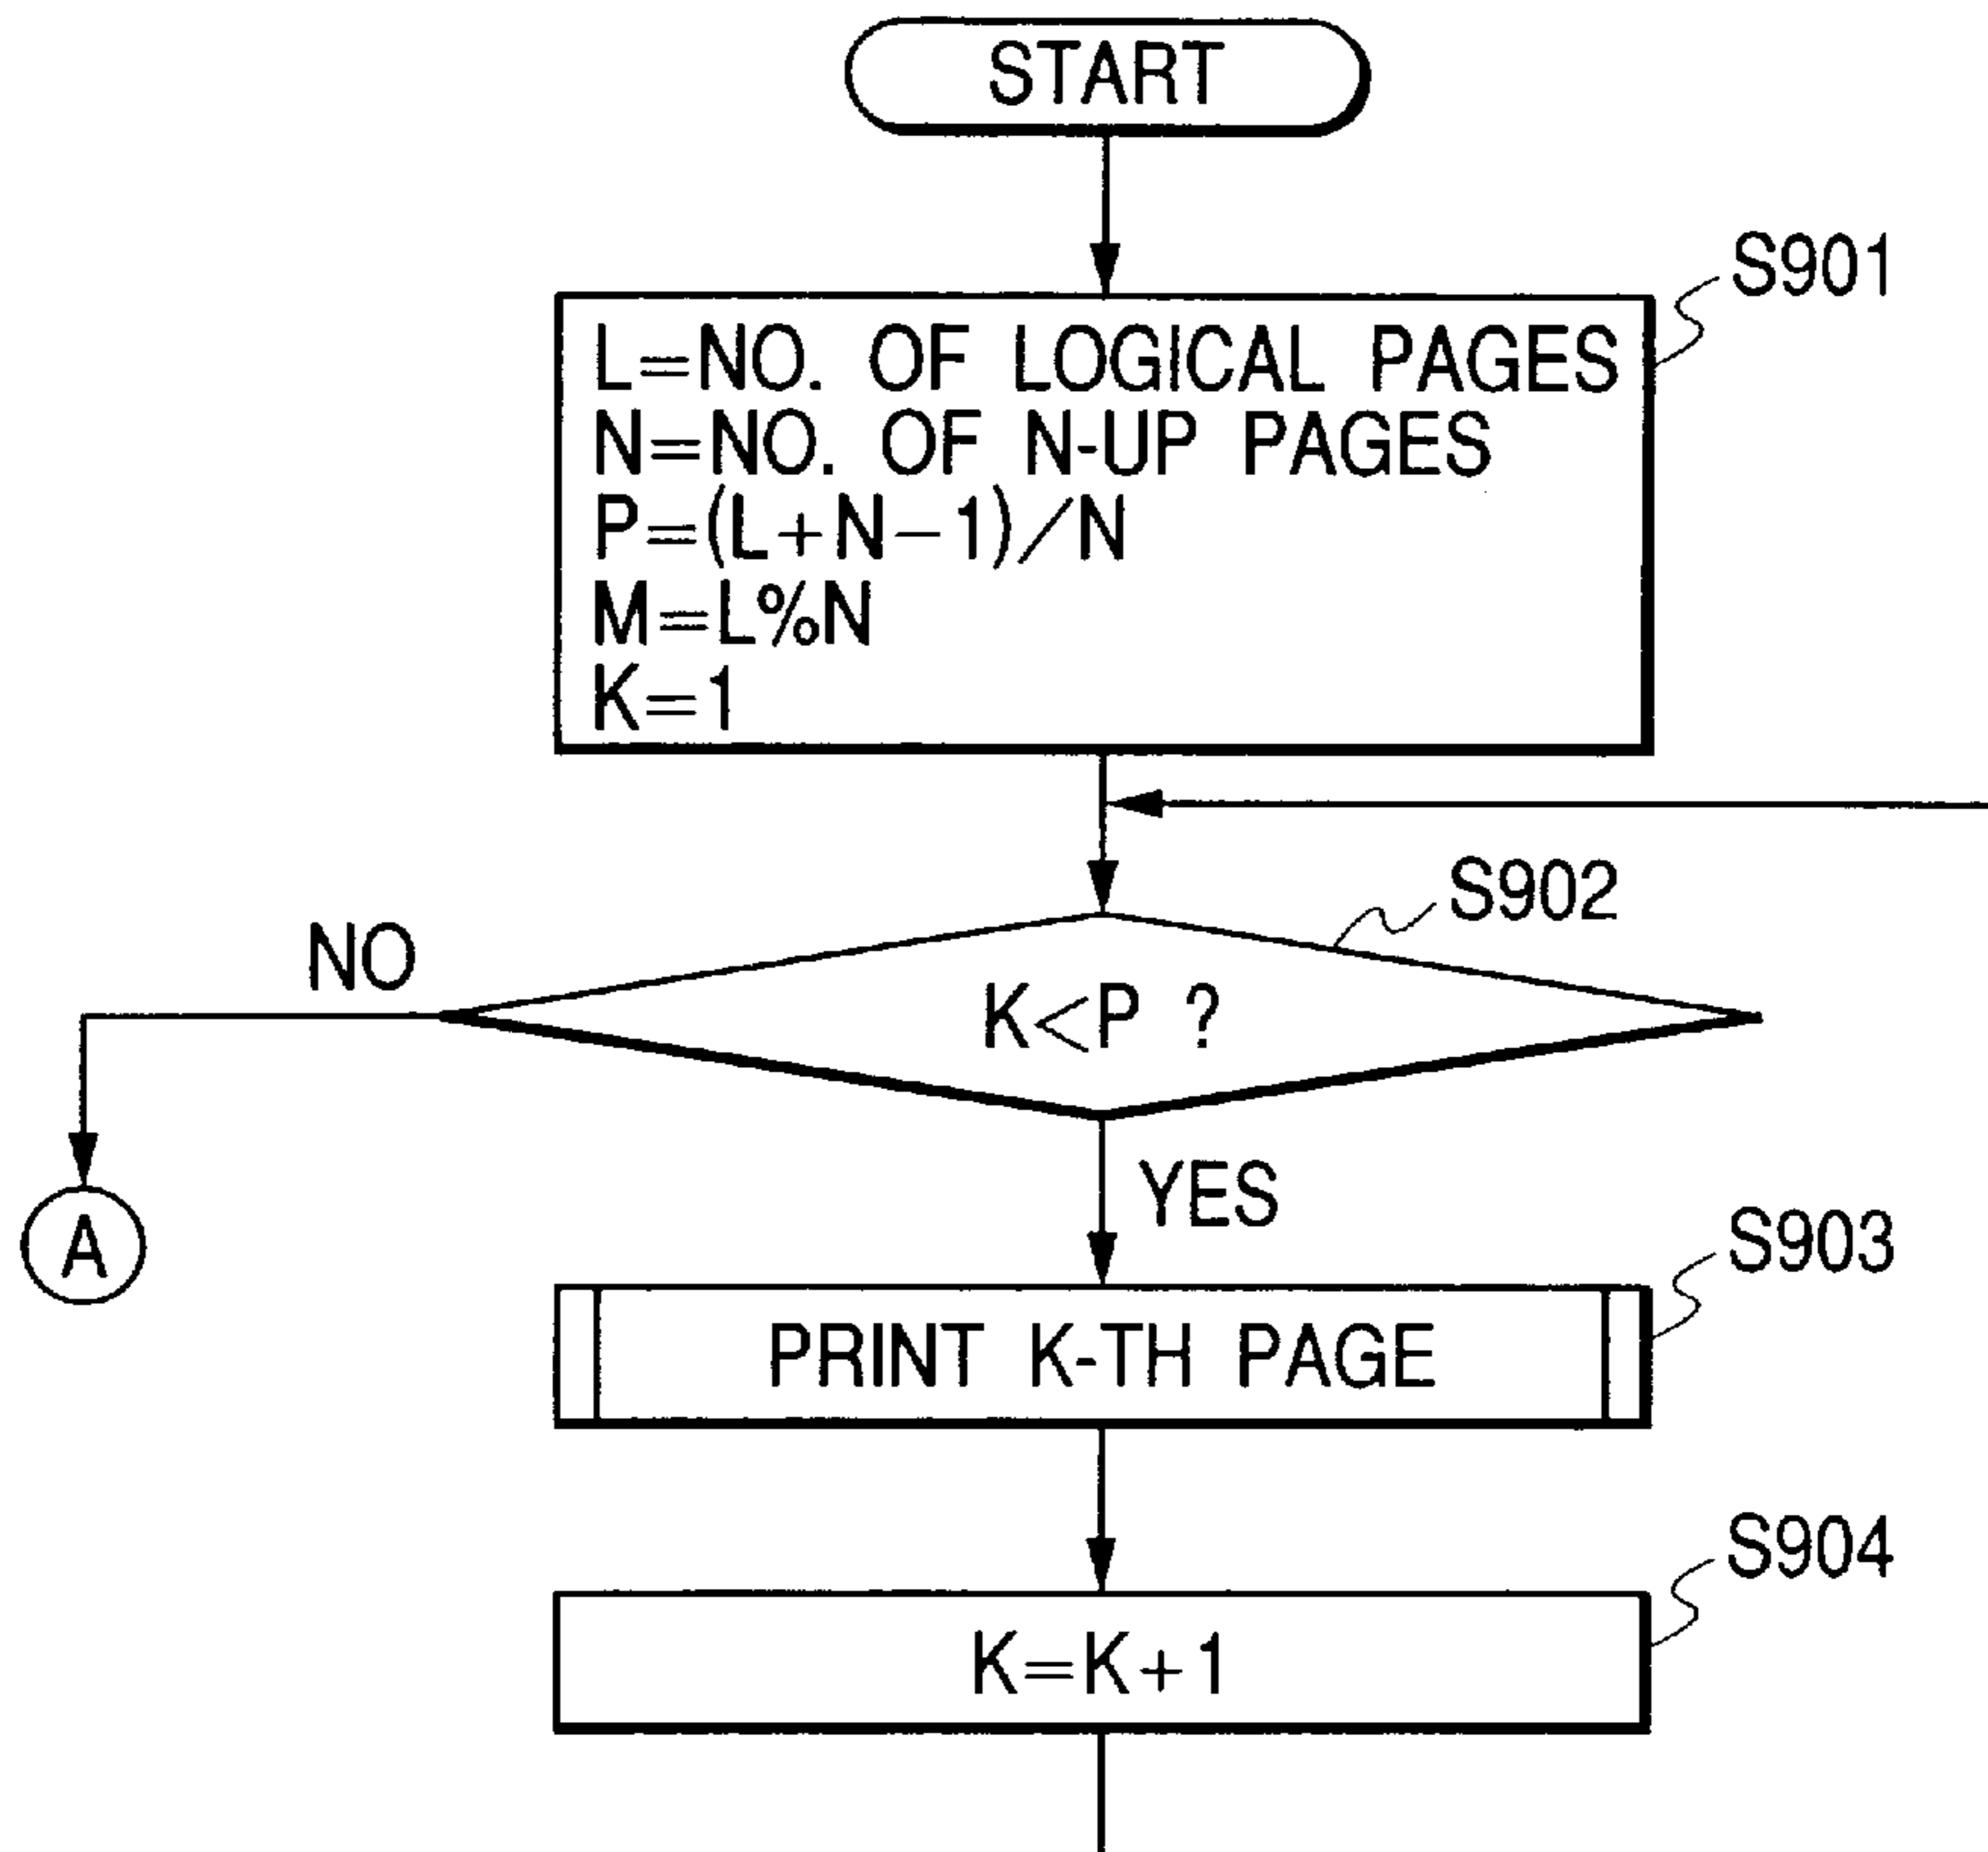 START
S901
L=NO. OF LOGICAL PAGES
N=NO. OF N-UP PAGES
P=(L+N-1)/N
M=L%N
K=1
S902
NO
K<P ?
YES
A
S903
PRINT K-TH PAGE
S904
K=K+1